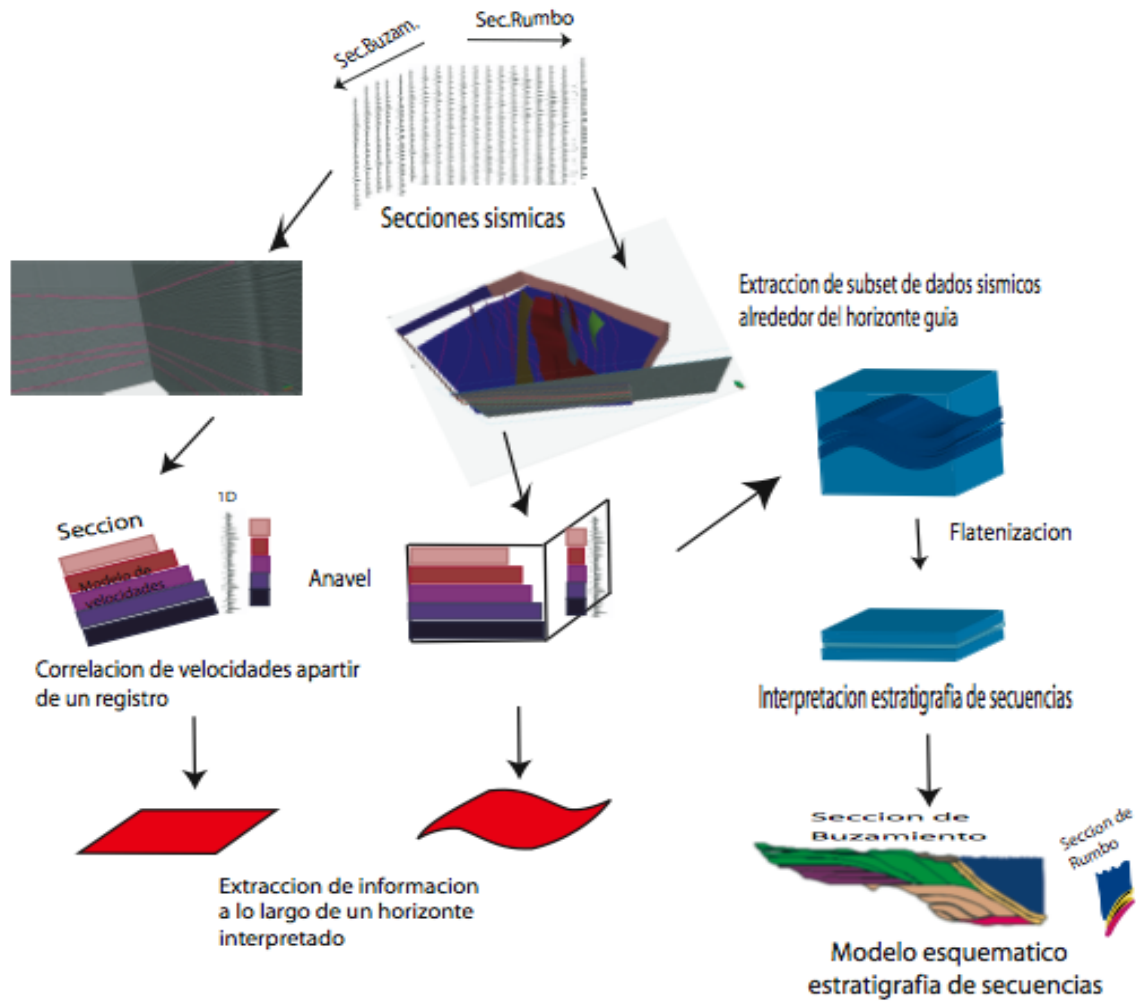 Sec.Buzam.
Sec.Rumbo
Secciones sismicas
Extraccion de subset de dados sismicos
alrededor del horizonte guia
1D
Seccion
Modelo de
velocidades
Anavel
Flatenizacion
Correlacion de velocidades apartir
de un registro
Interpretacion estratigrafia de secuencias
Extraccion de informacion
a lo largo de un horizonte
interpretado
Seccion de
Buzamiento
Seccion de
Rumbo
Modelo esquematico
estratigrafia de secuencias